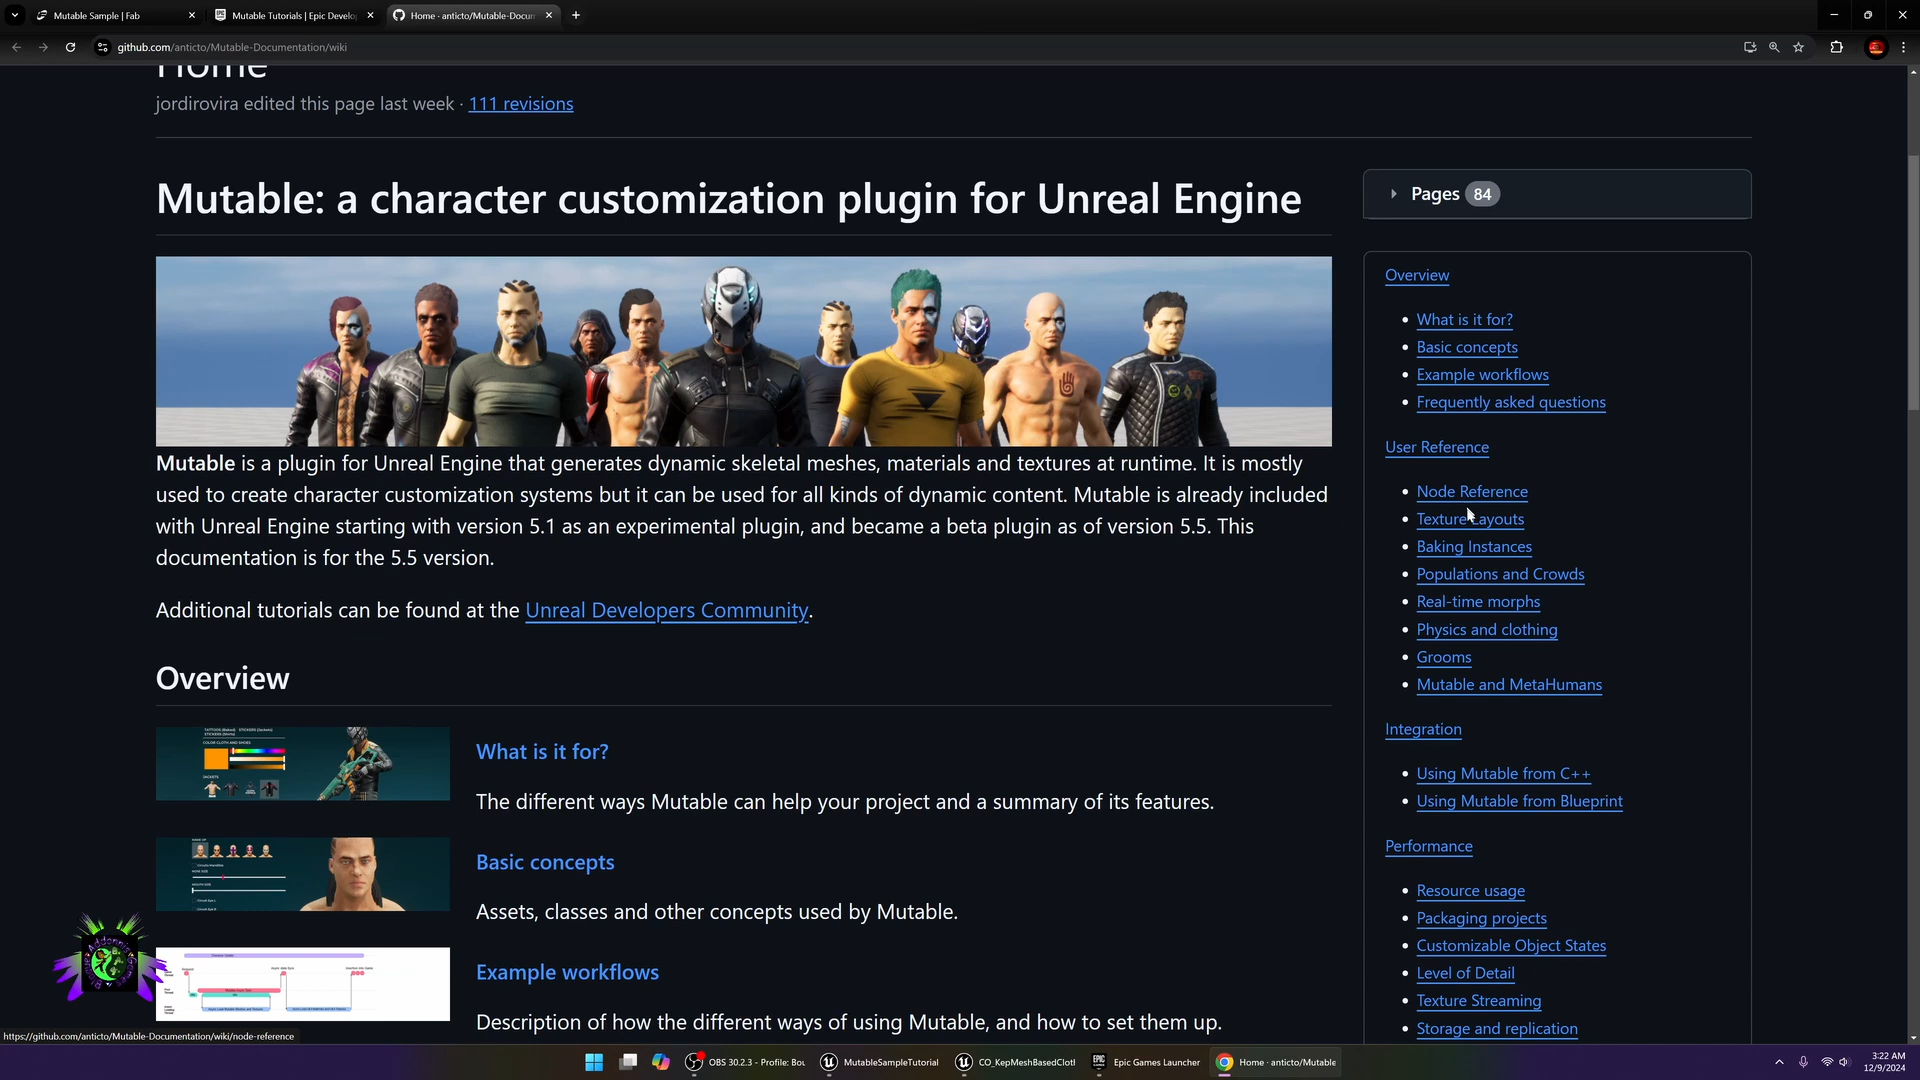 Mutable Sample | Fab
Mutable Tutorials | Epic Develo
Home · anticto/Mutable-Docum
github.com/anticto/Mutable-Documentation/wiki
Home
jordirovira edited this page last week · 111 revisions
Mutable: a character customization plugin for Unreal Engine
Mutable is a plugin for Unreal Engine that generates dynamic skeletal meshes, materials and textures at runtime. It is mostly
used to create character customization systems but it can be used for all kinds of dynamic content. Mutable is already included
with Unreal Engine starting with version 5.1 as an experimental plugin, and became a beta plugin as of version 5.5. This
documentation is for the 5.5 version.
Additional tutorials can be found at the Unreal Developers Community.
Overview
What is it for?
The different ways Mutable can help your project and a summary of its features.
Basic concepts
Assets, classes and other concepts used by Mutable.
Example workflows
Description of how the different ways of using Mutable, and how to set them up.
Pages 84
Overview
What is it for?
Basic concepts
Example workflows
Frequently asked questions
User Reference
Node Reference
Texture Layouts
Baking Instances
Populations and Crowds
Real-time morphs
Physics and clothing
Grooms
Mutable and MetaHumans
Integration
Using Mutable from C++
Using Mutable from Blueprint
Performance
Resource usage
Packaging projects
Customizable Object States
Level of Detail
Texture Streaming
Storage and replication
https://github.com/anticto/Mutable-Documentation/wiki/node-reference
OBS 30.2.3 - Profile: Bou
MutableSampleTutorial
CO_KepMeshBasedClotl
Epic Games Launcher
Home · anticto/Mutable
3:22 AM
12/9/2024